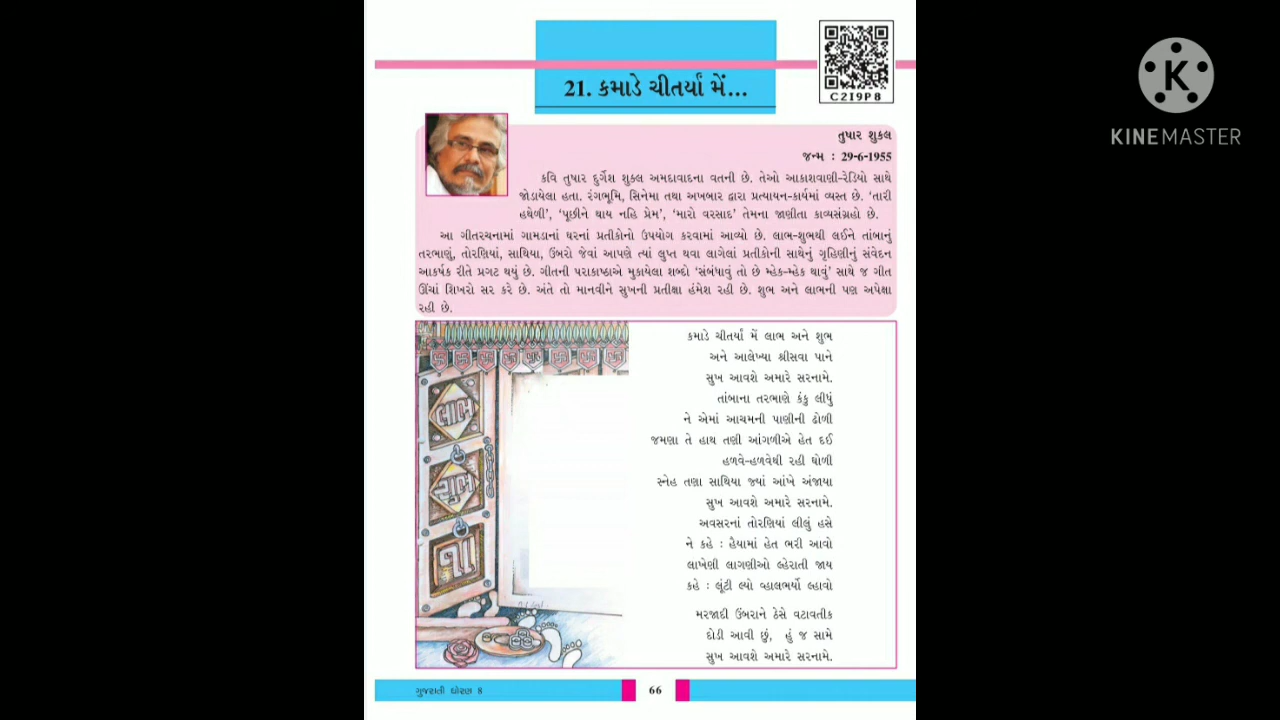 21. કમાડે ચીતર્યાં મેં...
C2I9P8
તુષાર શુકલ
જન્મ : 29-6-1955
કવિ તુષાર દુર્ગેશ શુકલ અમદાવાદના વતની છે. તેઓ આકાશવાણી-રેડિયો સાથે
જોડાયેલા હતા. રંગભૂમિ, સિનેમા તથા અખબાર દ્વારા પ્રત્યાયન-કાર્યમાં વ્યસ્ત છે. ‘તારી
હથેળી’, ‘પૂછીને થાય નહિ પ્રેમ’, ‘મારો વરસાદ’ તેમના જાણીતા કાવ્યસંગ્રહો છે.
આ ગીતરચનામાં ગામડાનાં ઘરનાં પ્રતીકોનો ઉપયોગ કરવામાં આવ્યો છે. લાભ-શુભથી લઈને તાંબાનું
તરભાણું, તોરણિયાં, સાથિયા, ઉંબરો જેવાં આપણે ત્યાં લુપ્ત થવા લાગેલાં પ્રતીકોની સાથેનું ગૃહિણીનું સંવેદન
આકર્ષક રીતે પ્રગટ થયું છે. ગીતની પરાકાષ્ઠાએ મુકાયેલા શબ્દો ‘સંબંધાવું તો છે મ્હેક-મ્હેક થાવું’ સાથે જ ગીત
ઊંચાં શિખરો સર કરે છે. અંતે તો માનવીને સુખની પ્રતીક્ષા હંમેશ રહી છે. શુભ અને લાભની પણ અપેક્ષા
રહી છે.
કમાડે ચીતર્યાં મેં લાભ અને શુભ
અને આલેખ્યા શ્રીસવા પાને
સુખ આવશે અમારે સરનામે.
તાંબાના તરભાણે કંકુ લીધું
ને એમાં આચમની પાણીની ઢોળી
જમણા તે હાથ તણી આંગળીએ હેત દઈ
હળવે-હળવેથી રહી ઘોળી
સ્નેહ તણા સાથિયા જ્યાં આંખે અંજાયા
સુખ આવશે અમારે સરનામે.
અવસરનાં તોરણિયાં લીલું હસે
ને કહે : હૈયામાં હેત ભરી આવો
લાખેણી લાગણીઓ લ્હેરાતી જાય
કહે : લૂંટી લ્યો વ્હાલભર્યો લ્હાવો
મરજાદી ઉંબરાને ઠેસે વટાવતીક
દોડી આવી છું, હું જ સામે
સુખ આવશે અમારે સરનામે.
લાભ
શુભ
૧ા
ગુજરાતી ધોરણ 8
66
KINEMASTER